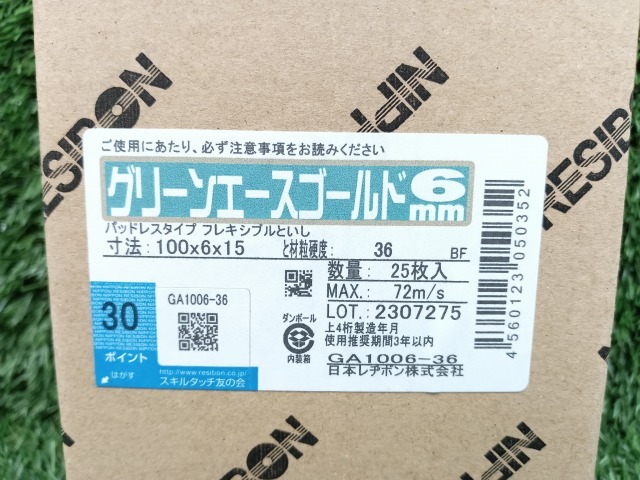 RESIBON
RESIBON
RESIBON
RESIBON
ご使用にあたり、必ず注意事項をお読みください
グリーンエースゴールド6mm
パッドレスタイプ フレキシブルといし
寸法:100x6x15 と材粒硬度: 36 BF
数量: 25枚入
MAX. 72m/s
LOT. 2307275
上4桁製造年月
使用推奨期間3年以内
GA1006-36
日本レヂボン株式会社
ダンボール
内装箱
30
ポイント
はがす
GA1006-36
http://www.resibon.co.jp/
スキルタッチ友の会
4560123050352